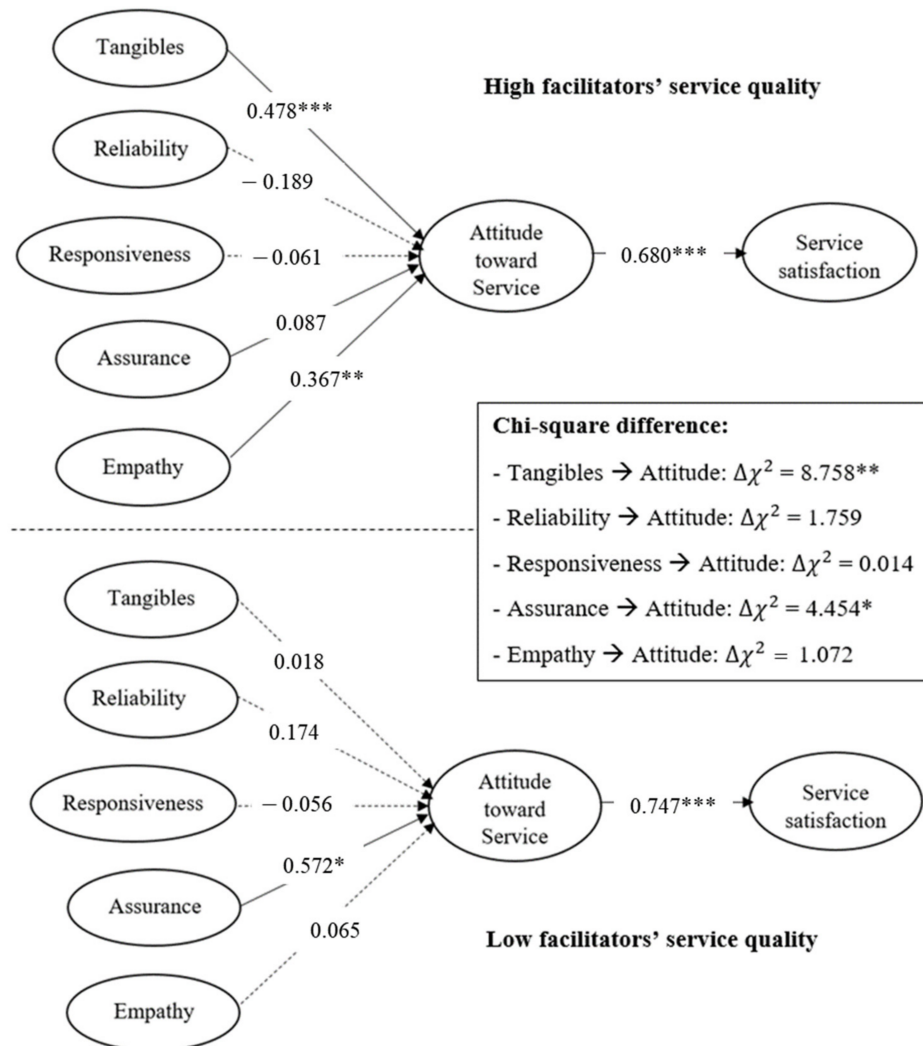 Tangibles
High facilitators’ service quality
0.478***
Reliability
− 0.189
Responsiveness
− 0.061
Attitude
toward
Service
0.680***
Service
satisfaction
0.087
Assurance
0.367**
Empathy
Chi-square difference:
- Tangibles → Attitude: Δχ² = 8.758**
- Reliability → Attitude: Δχ² = 1.759
- Responsiveness → Attitude: Δχ² = 0.014
- Assurance → Attitude: Δχ² = 4.454*
- Empathy → Attitude: Δχ² = 1.072
Tangibles
0.018
Reliability
0.174
Responsiveness
− 0.056
Attitude
toward
Service
0.747***
Service
satisfaction
0.572*
Assurance
0.065
Low facilitators’ service quality
Empathy